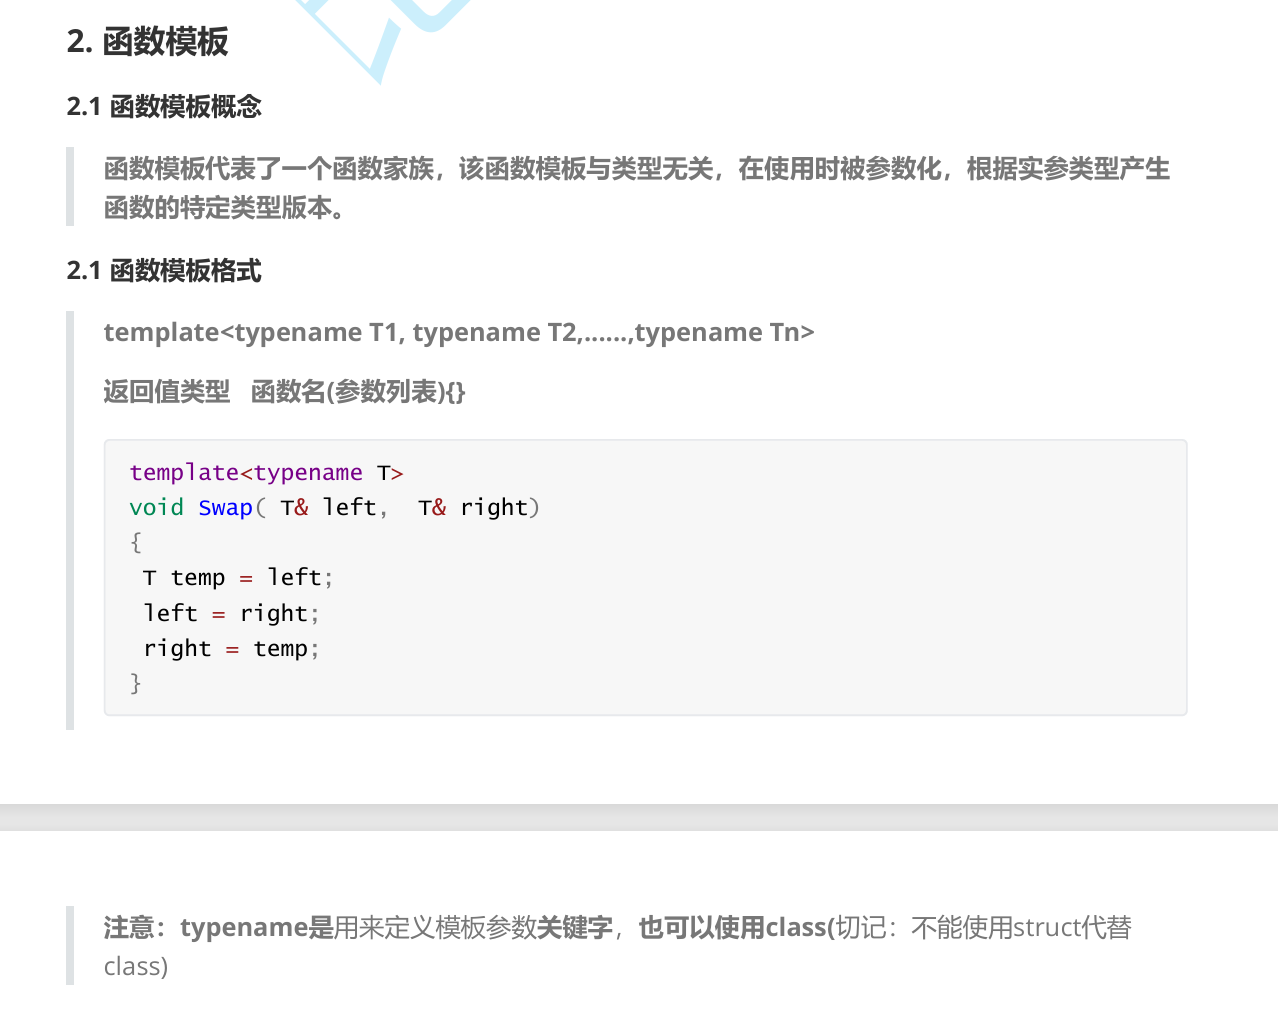 2. 函数模板
2.1 函数模板概念
函数模板代表了一个函数家族，该函数模板与类型无关，在使用时被参数化，根据实参类型产生
函数的特定类型版本。
2.1 函数模板格式
template<typename T1, typename T2,......,typename Tn>
返回值类型 函数名(参数列表){}
template<typename T>
void Swap( T& left,  T& right)
{
 T temp = left;
 left = right;
 right = temp;
}
注意：typename是用来定义模板参数关键字，也可以使用class(切记：不能使用struct代替
class)